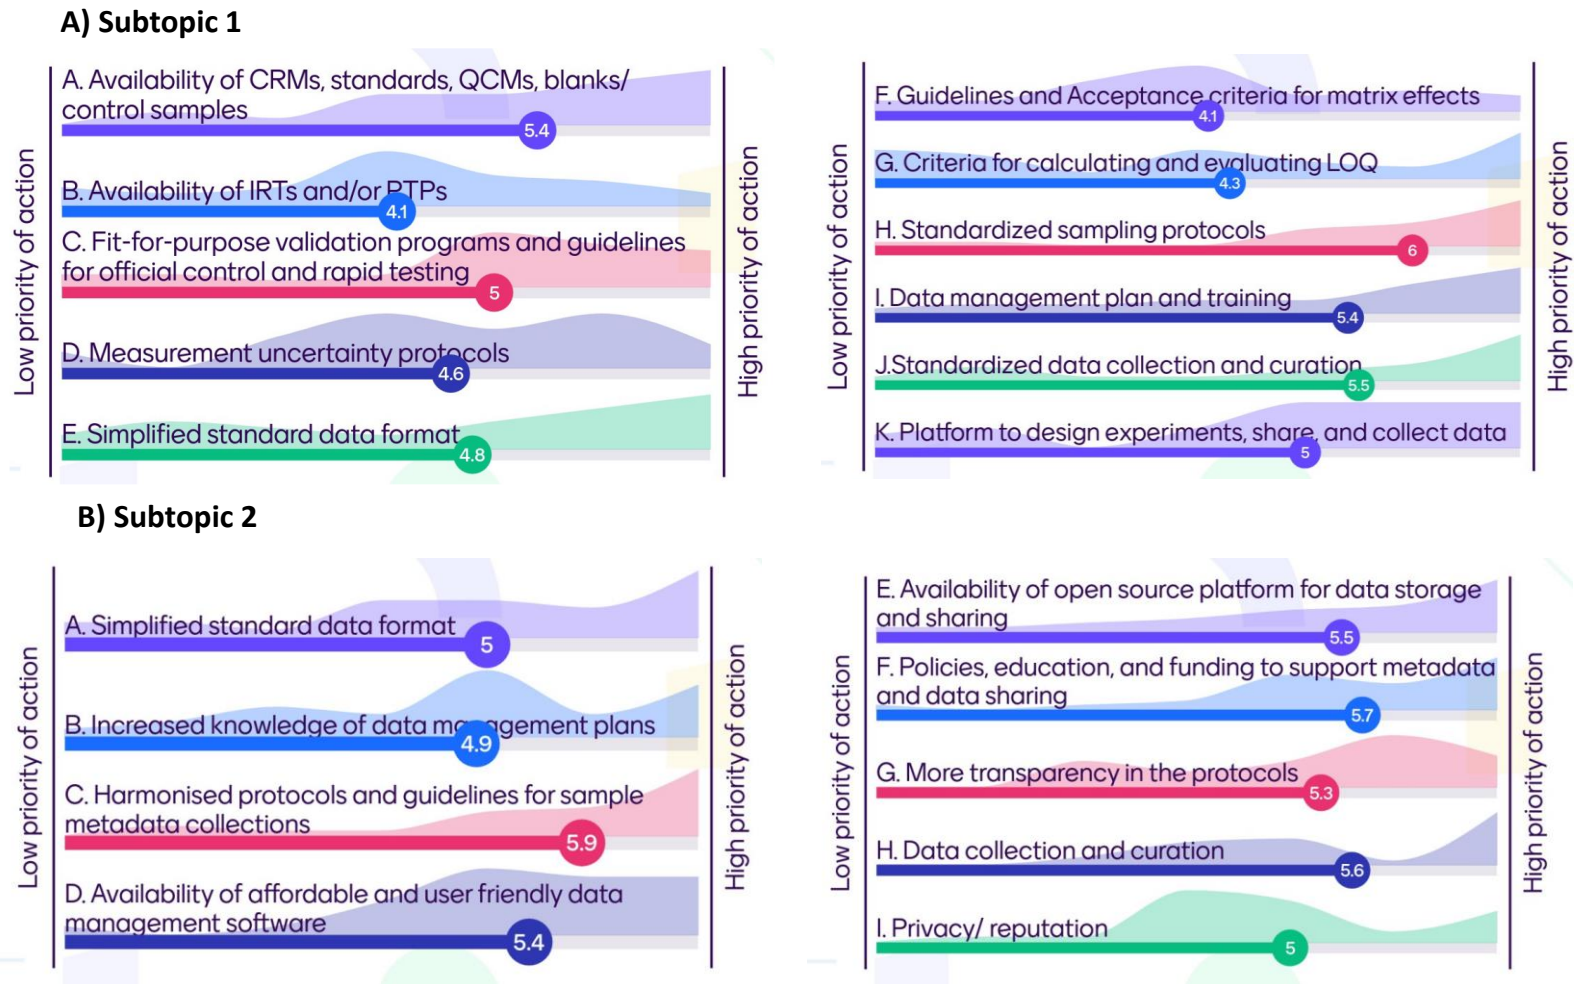 A) Subtopic 1
Low priority of action
A. Availability of CRMs, standards, QCMs, blanks/
control samples
5.4
B. Availability of IRTs and/or PTPs
4.1
C. Fit-for-purpose validation programs and guidelines
for official control and rapid testing
5
D. Measurement uncertainty protocols
4.6
E. Simplified standard data format
4.8
High priority of action
Low priority of action
F. Guidelines and Acceptance criteria for matrix effects
4.1
G. Criteria for calculating and evaluating LOQ
4.3
H. Standardized sampling protocols
6
I. Data management plan and training
5.4
J.Standardized data collection and curation
5.5
K. Platform to design experiments, share, and collect data
5
High priority of action
B) Subtopic 2
Low priority of action
A. Simplified standard data format
5
B. Increased knowledge of data management plans
4.9
C. Harmonised protocols and guidelines for sample
metadata collections
5.9
D. Availability of affordable and user friendly data
management software
5.4
High priority of action
Low priority of action
E. Availability of open source platform for data storage
and sharing
5.5
F. Policies, education, and funding to support metadata
and data sharing
5.7
G. More transparency in the protocols
5.3
H. Data collection and curation
5.6
I. Privacy/ reputation
5
High priority of action